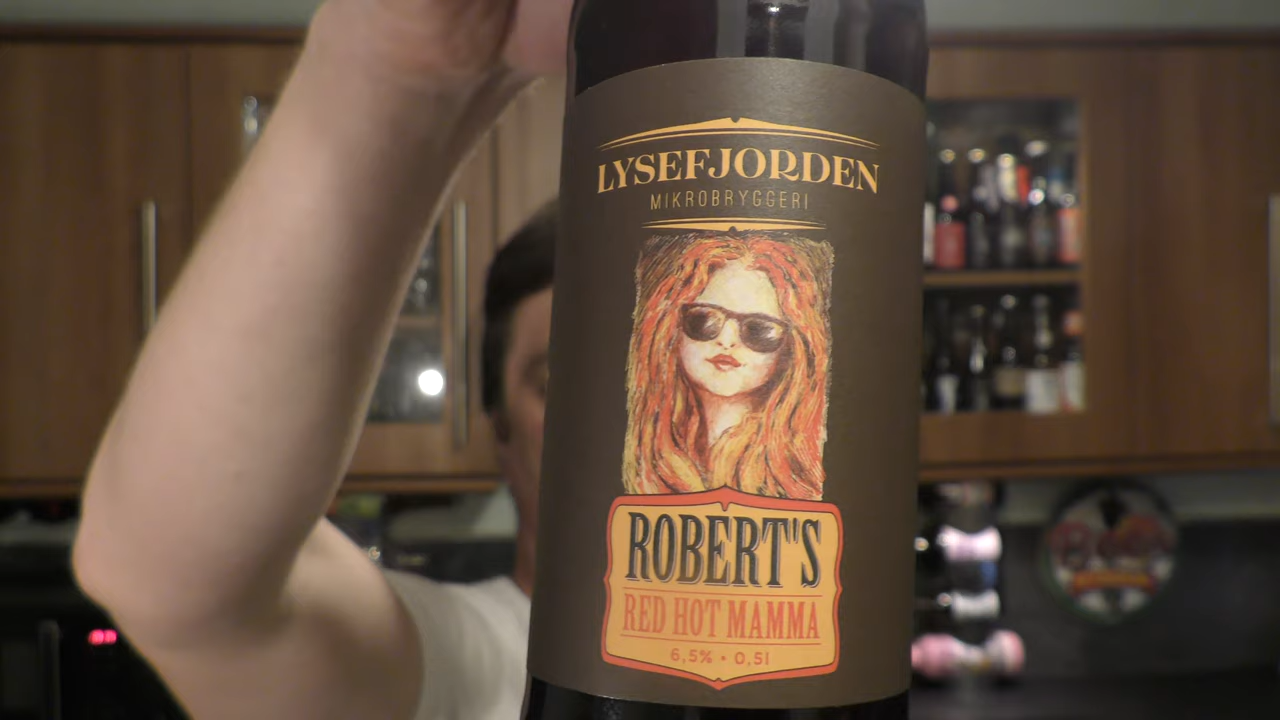 LYSEFJORDEN
MIKROBRYGGERI
ROBERT'S
RED HOT MAMMA
6,5% • 0,5l